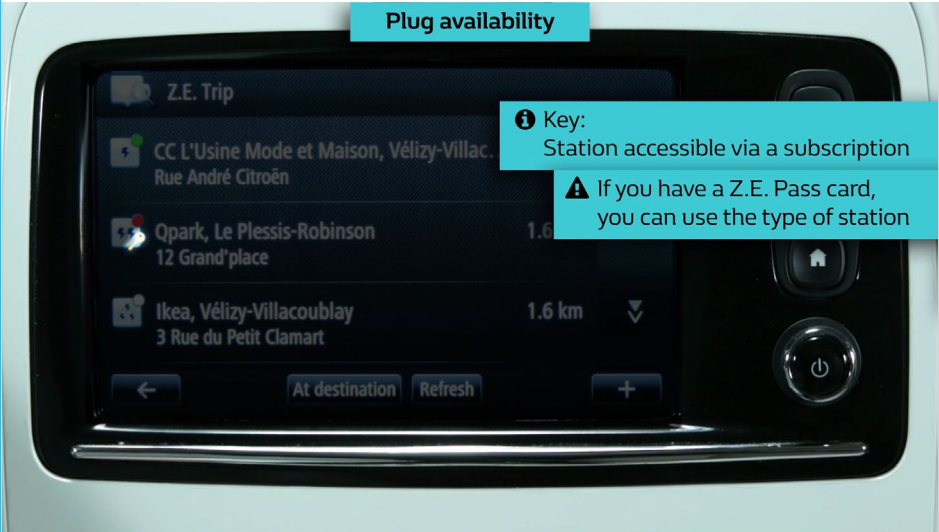 Plug availability
Z.E. Trip
Key:
Station accessible via a subscription
CC L'Usine Mode et Maison, Vélizy-Villac..
Rue André Citroën
If you have a Z.E. Pass card,
you can use the type of station
Qpark, Le Plessis-Robinson
1.6
12 Grand'place
Ikea, Vélizy-Villacoublay
1.6 km
3 Rue du Petit Clamart
At destination
Refresh